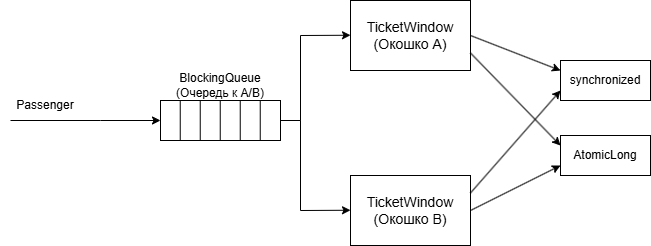 Passenger
BlockingQueue
(Очередь к A/B)
TicketWindow
(Окошко A)
TicketWindow
(Окошко B)
synchronized
AtomicLong